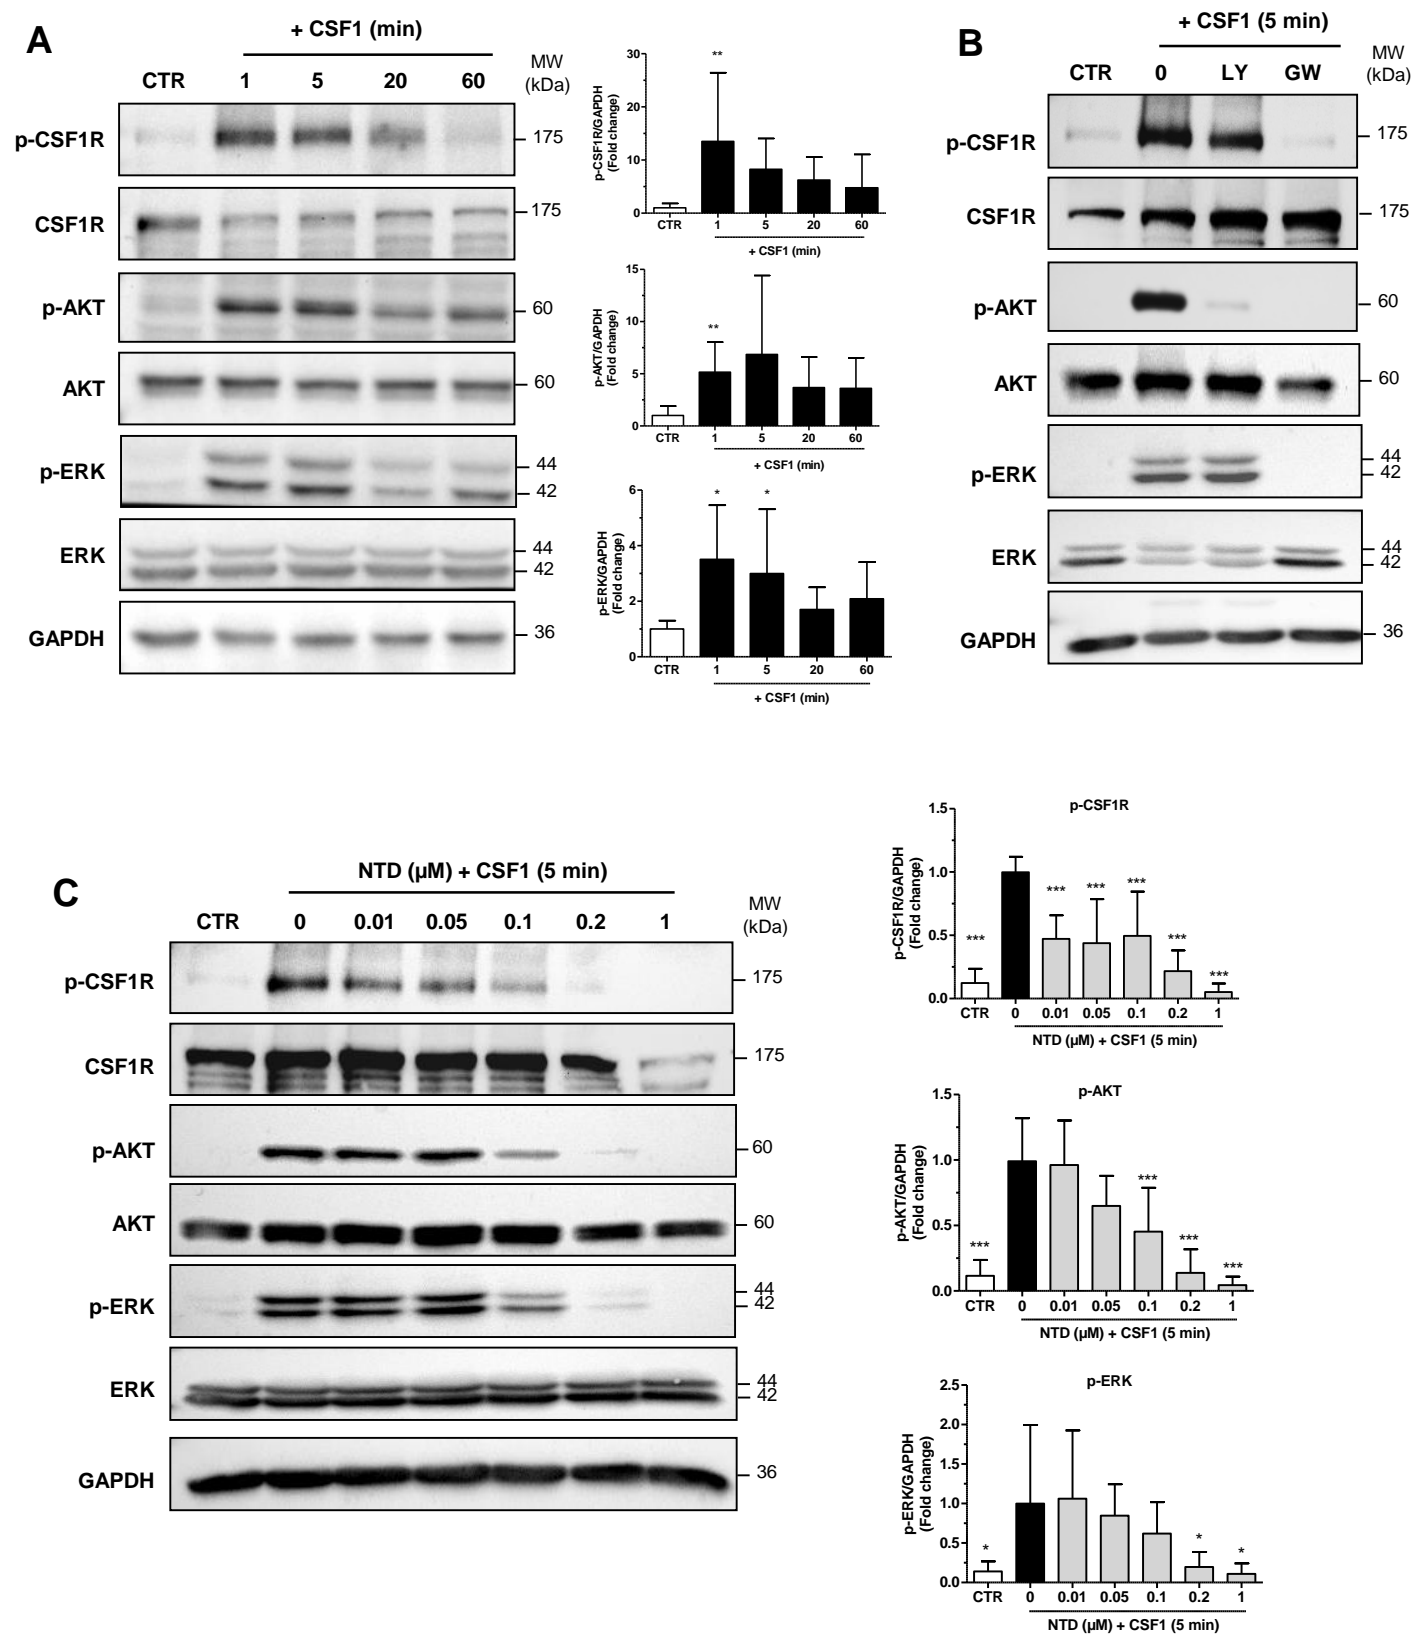 A
+ CSF1 (min)
CTR 1 5 20 60
MW
(kDa)
p-CSF1R 175
CSF1R 175
p-AKT 60
AKT 60
p-ERK 44
42
ERK 44
42
GAPDH 36
p-CSF1R/GAPDH
(Fold change)
30
20
10
0
**
CTR 1 5 20 60
+ CSF1 (min)
p-AKT/GAPDH
(Fold change)
15
10
5
0
**
CTR 1 5 20 60
+ CSF1 (min)
p-ERK/GAPDH
(Fold change)
6
4
2
0
* *
CTR 1 5 20 60
+ CSF1 (min)
B
+ CSF1 (5 min)
CTR 0 LY GW
MW
(kDa)
p-CSF1R 175
CSF1R 175
p-AKT 60
AKT 60
p-ERK 44
42
ERK 44
42
GAPDH 36
C
NTD (µM) + CSF1 (5 min)
CTR 0 0.01 0.05 0.1 0.2 1
MW
(kDa)
p-CSF1R 175
CSF1R 175
p-AKT 60
AKT 60
p-ERK 44
42
ERK 44
42
GAPDH 36
p-CSF1R
p-CSF1R/GAPDH
(Fold change)
1.5
1.0
0.5
0.0
*** *** *** *** *** ***
CTR 0 0.01 0.05 0.1 0.2 1
NTD (µM) + CSF1 (5 min)
p-AKT
p-AKT/GAPDH
(Fold change)
1.5
1.0
0.5
0.0
*** *** *** ***
CTR 0 0.01 0.05 0.1 0.2 1
NTD (µM) + CSF1 (5 min)
p-ERK
p-ERK/GAPDH
(Fold change)
2.5
2.0
1.5
1.0
0.5
0.0
* * *
CTR 0 0.01 0.05 0.1 0.2 1
NTD (µM) + CSF1 (5 min)